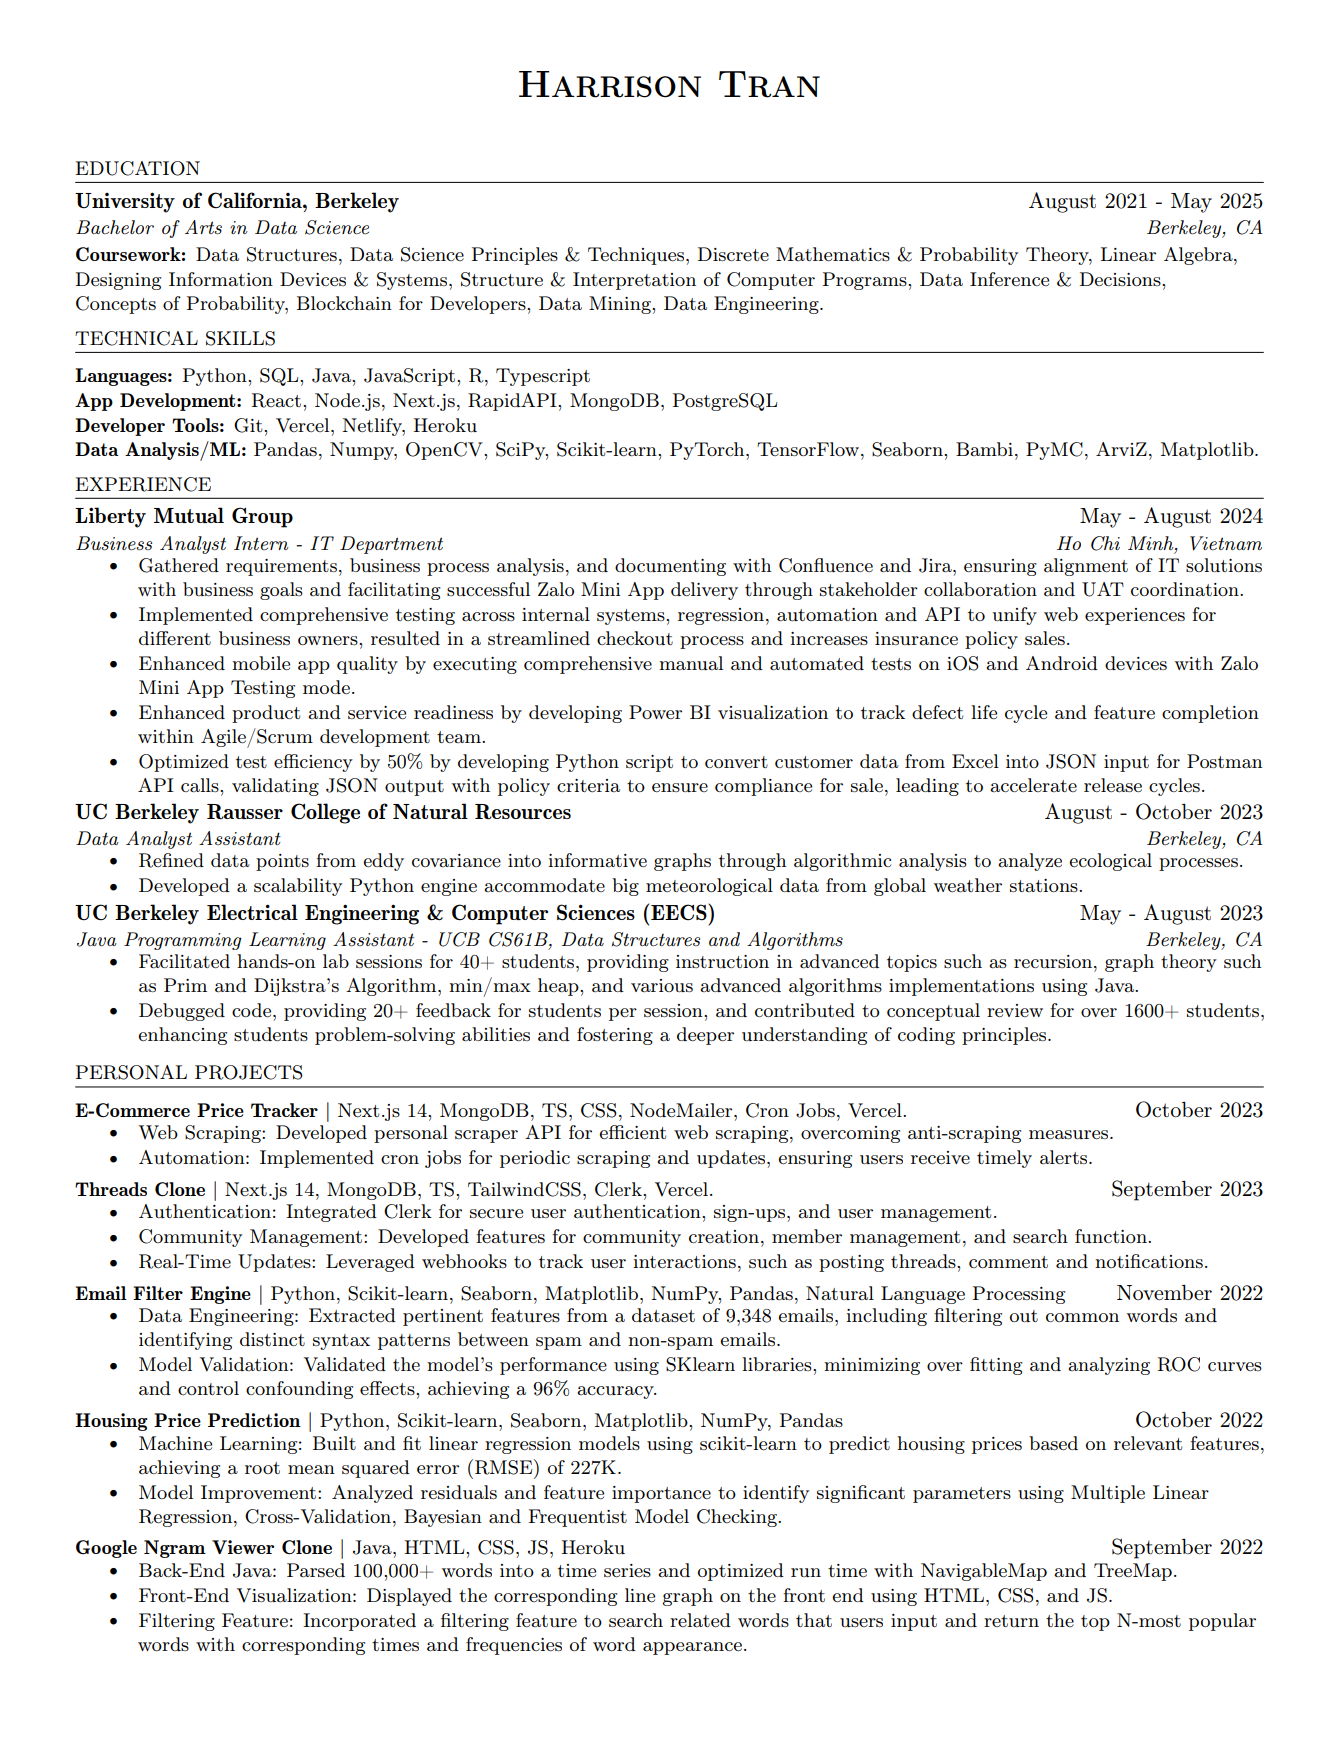 HARRISON TRAN
EDUCATION
University of California, Berkeley August 2021 - May 2025
Bachelor of Arts in Data Science Berkeley, CA
Coursework: Data Structures, Data Science Principles & Techniques, Discrete Mathematics & Probability Theory, Linear Algebra,
Designing Information Devices & Systems, Structure & Interpretation of Computer Programs, Data Inference & Decisions,
Concepts of Probability, Blockchain for Developers, Data Mining, Data Engineering.
TECHNICAL SKILLS
Languages: Python, SQL, Java, JavaScript, R, Typescript
App Development: React, Node.js, Next.js, RapidAPI, MongoDB, PostgreSQL
Developer Tools: Git, Vercel, Netlify, Heroku
Data Analysis/ML: Pandas, Numpy, OpenCV, SciPy, Scikit-learn, PyTorch, TensorFlow, Seaborn, Bambi, PyMC, ArviZ, Matplotlib.
EXPERIENCE
Liberty Mutual Group May - August 2024
Business Analyst Intern - IT Department Ho Chi Minh, Vietnam
• Gathered requirements, business process analysis, and documenting with Confluence and Jira, ensuring alignment of IT solutions
with business goals and facilitating successful Zalo Mini App delivery through stakeholder collaboration and UAT coordination.
• Implemented comprehensive testing across internal systems, regression, automation and API to unify web experiences for
different business owners, resulted in a streamlined checkout process and increases insurance policy sales.
• Enhanced mobile app quality by executing comprehensive manual and automated tests on iOS and Android devices with Zalo
Mini App Testing mode.
• Enhanced product and service readiness by developing Power BI visualization to track defect life cycle and feature completion
within Agile/Scrum development team.
• Optimized test efficiency by 50% by developing Python script to convert customer data from Excel into JSON input for Postman
API calls, validating JSON output with policy criteria to ensure compliance for sale, leading to accelerate release cycles.
UC Berkeley Rausser College of Natural Resources August - October 2023
Data Analyst Assistant Berkeley, CA
• Refined data points from eddy covariance into informative graphs through algorithmic analysis to analyze ecological processes.
• Developed a scalability Python engine accommodate big meteorological data from global weather stations.
UC Berkeley Electrical Engineering & Computer Sciences (EECS) May - August 2023
Java Programming Learning Assistant - UCB CS61B, Data Structures and Algorithms Berkeley, CA
• Facilitated hands-on lab sessions for 40+ students, providing instruction in advanced topics such as recursion, graph theory such
as Prim and Dijkstra's Algorithm, min/max heap, and various advanced algorithms implementations using Java.
• Debugged code, providing 20+ feedback for students per session, and contributed to conceptual review for over 1600+ students,
enhancing students problem-solving abilities and fostering a deeper understanding of coding principles.
PERSONAL PROJECTS
E-Commerce Price Tracker | Next.js 14, MongoDB, TS, CSS, NodeMailer, Cron Jobs, Vercel. October 2023
• Web Scraping: Developed personal scraper API for efficient web scraping, overcoming anti-scraping measures.
• Automation: Implemented cron jobs for periodic scraping and updates, ensuring users receive timely alerts.
Threads Clone | Next.js 14, MongoDB, TS, TailwindCSS, Clerk, Vercel. September 2023
• Authentication: Integrated Clerk for secure user authentication, sign-ups, and user management.
• Community Management: Developed features for community creation, member management, and search function.
• Real-Time Updates: Leveraged webhooks to track user interactions, such as posting threads, comment and notifications.
Email Filter Engine | Python, Scikit-learn, Seaborn, Matplotlib, NumPy, Pandas, Natural Language Processing November 2022
• Data Engineering: Extracted pertinent features from a dataset of 9,348 emails, including filtering out common words and
identifying distinct syntax patterns between spam and non-spam emails.
• Model Validation: Validated the model's performance using SKlearn libraries, minimizing over fitting and analyzing ROC curves
and control confounding effects, achieving a 96% accuracy.
Housing Price Prediction | Python, Scikit-learn, Seaborn, Matplotlib, NumPy, Pandas October 2022
• Machine Learning: Built and fit linear regression models using scikit-learn to predict housing prices based on relevant features,
achieving a root mean squared error (RMSE) of 227K.
• Model Improvement: Analyzed residuals and feature importance to identify significant parameters using Multiple Linear
Regression, Cross-Validation, Bayesian and Frequentist Model Checking.
Google Ngram Viewer Clone | Java, HTML, CSS, JS, Heroku September 2022
• Back-End Java: Parsed 100,000+ words into a time series and optimized run time with NavigableMap and TreeMap.
• Front-End Visualization: Displayed the corresponding line graph on the front end using HTML, CSS, and JS.
• Filtering Feature: Incorporated a filtering feature to search related words that users input and return the top N-most popular
words with corresponding times and frequencies of word appearance.